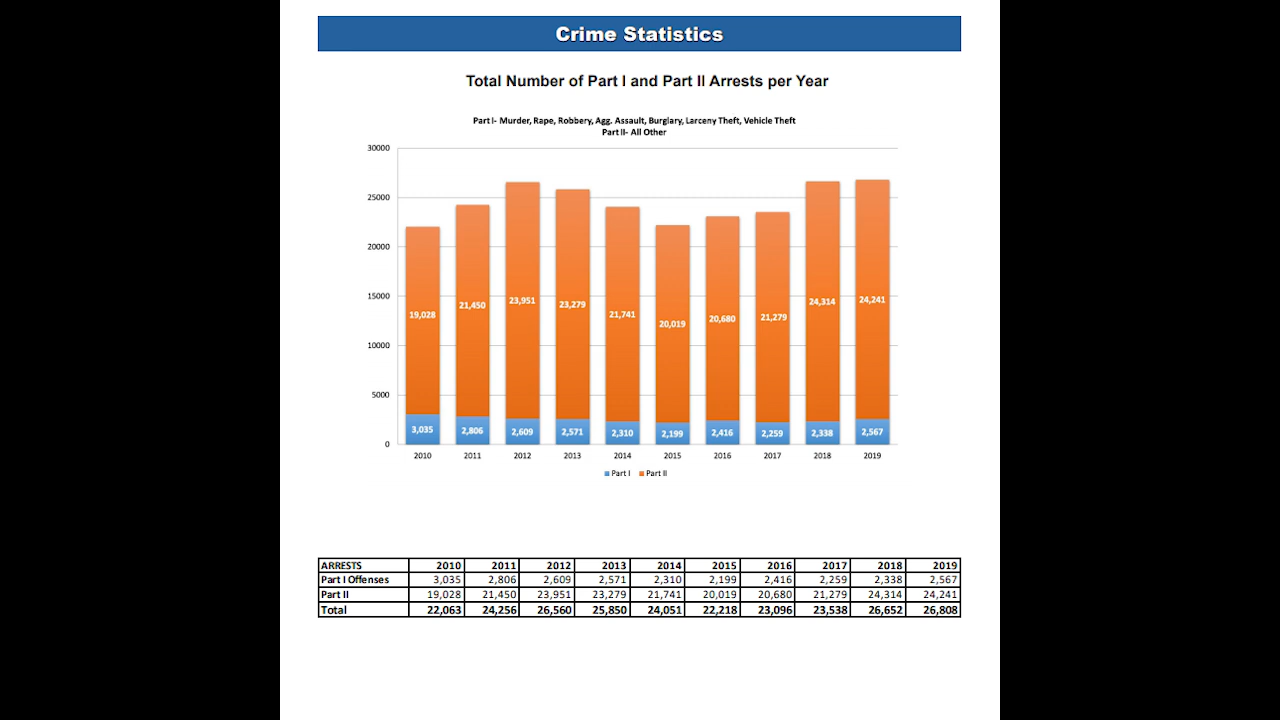 Crime Statistics
Total Number of Part I and Part II Arrests per Year
Part I- Murder, Rape, Robbery, Agg. Assault, Burglary, Larceny Theft, Vehicle Theft
Part II- All Other
30000
25000
20000
15000
10000
5000
0
19,028 21,450 23,951 23,279 21,741 20,019 20,680 21,279 24,314 24,241
3,035 2,806 2,609 2,571 2,310 2,199 2,416 2,259 2,338 2,567
2010 2011 2012 2013 2014 2015 2016 2017 2018 2019
Part I Part II
ARRESTS 2010 2011 2012 2013 2014 2015 2016 2017 2018 2019
Part I Offenses 3,035 2,806 2,609 2,571 2,310 2,199 2,416 2,259 2,338 2,567
Part II 19,028 21,450 23,951 23,279 21,741 20,019 20,680 21,279 24,314 24,241
Total 22,063 24,256 26,560 25,850 24,051 22,218 23,096 23,538 26,652 26,808